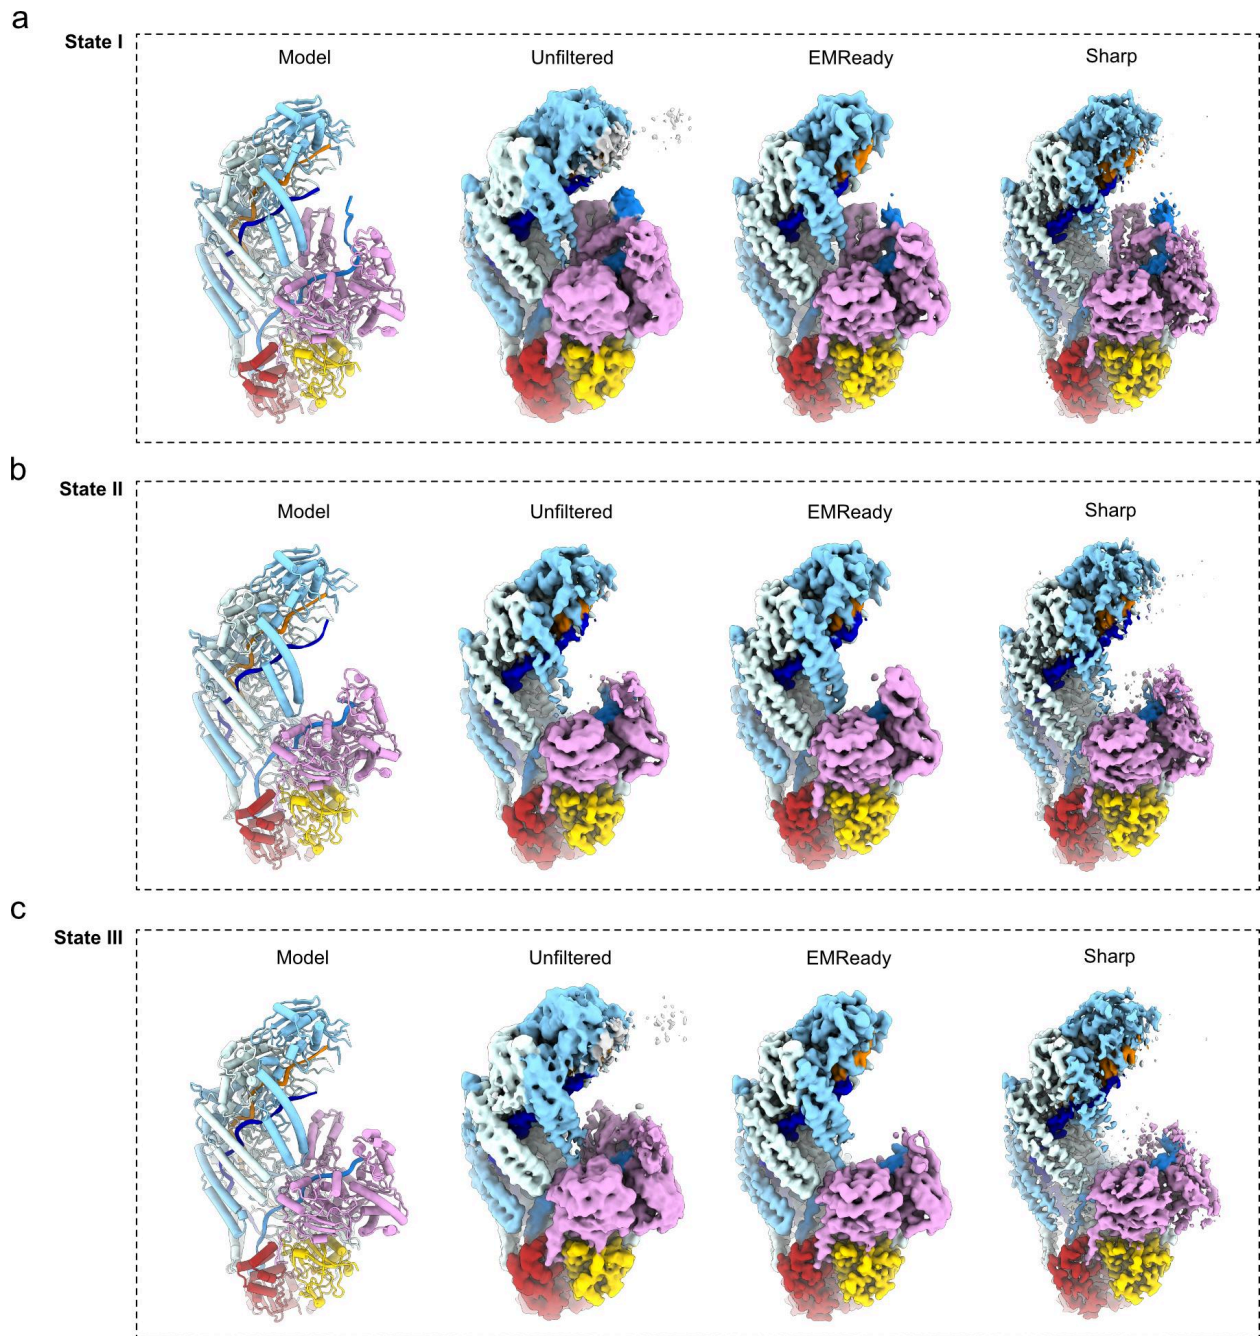 a
State I
Model Unfiltered EMReady Sharp
b
State II
Model Unfiltered EMReady Sharp
c
State III
Model Unfiltered EMReady Sharp